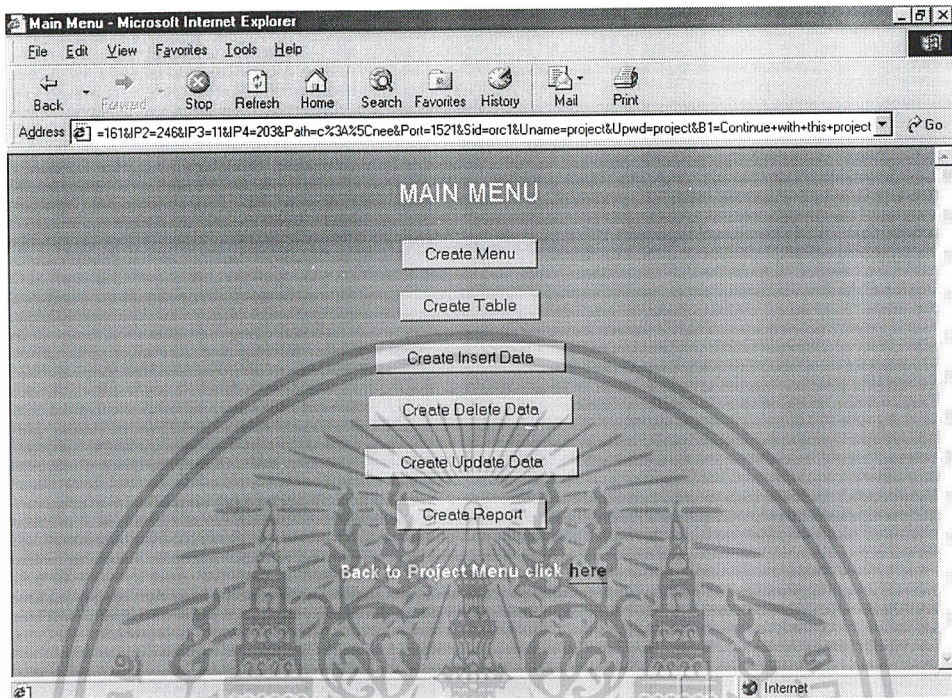 Main Menu - Microsoft Internet Explorer
File Edit View Favorites Tools Help
Back Forward Stop Refresh Home Search Favorites History Mail Print
Address =161&IP2=246&IP3=11&IP4=203&Path=c%3A%5Cnee&Port=1521&Sid=orc1&Uname=project&Upwd=project&B1=Continue+with+this+project Go
MAIN MENU
Create Menu
Create Table
Create Insert Data
Create Delete Data
Create Update Data
Create Report
Back to Project Menu click here
Internet